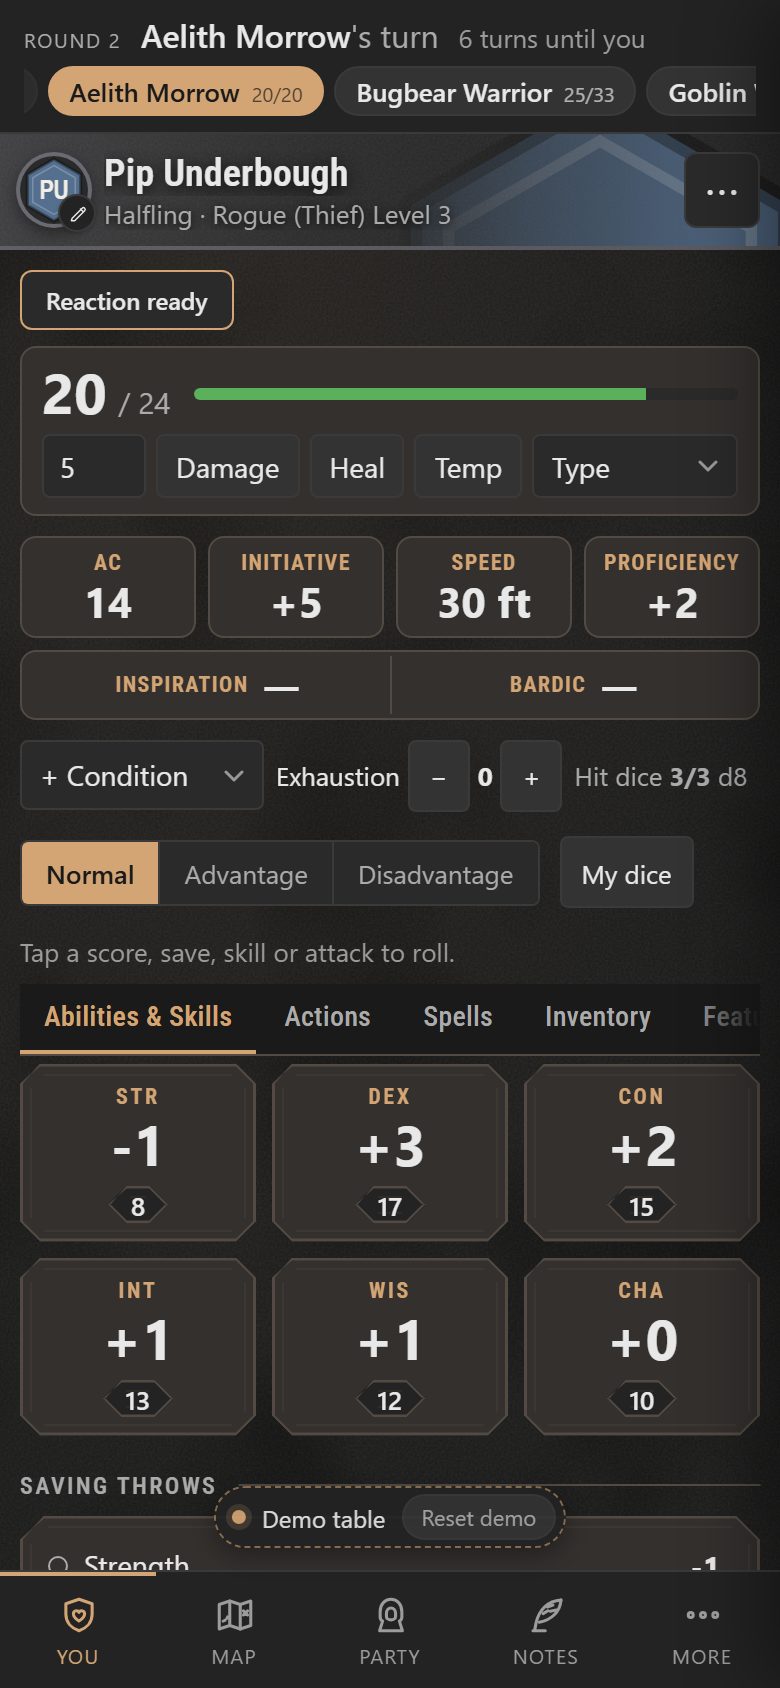 ROUND 2 Aelith Morrow's turn 6 turns until you
Aelith Morrow 20/20 Bugbear Warrior 25/33 Goblin
PU Pip Underbough
Halfling · Rogue (Thief) Level 3
Reaction ready
20 / 24
5 Damage Heal Temp Type
AC INITIATIVE SPEED PROFICIENCY
14 +5 30 ft +2
INSPIRATION — BARDIC —
+ Condition Exhaustion − 0 + Hit dice 3/3 d8
Normal Advantage Disadvantage My dice
Tap a score, save, skill or attack to roll.
Abilities & Skills Actions Spells Inventory
STR DEX CON
-1 +3 +2
8 17 15
INT WIS CHA
+1 +1 +0
13 12 10
SAVING THROWS
Demo table Reset demo
Strength -1
YOU MAP PARTY NOTES MORE